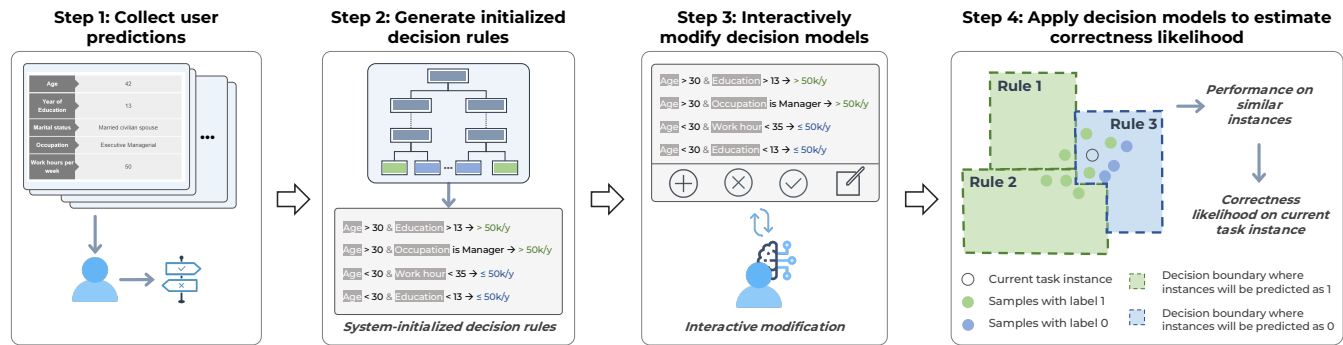 Step 1: Collect user
predictions
Age 42
Year of
Education 13
Marital status Married civilian spouse
Occupation Executive Managerial
Work hours per
week 50
...
Step 2: Generate initialized
decision rules
...
Age > 30 & Education > 13 → > 50k/y
Age > 30 & Occupation is Manager → > 50k/y
Age < 30 & Work hour < 35 → ≤ 50k/y
Age < 30 & Education < 13 → ≤ 50k/y
System-initialized decision rules
Step 3: Interactively
modify decision models
Age > 30 & Education > 13 → > 50k/y
Age > 30 & Occupation is Manager → > 50k/y
Age < 30 & Work hour < 35 → ≤ 50k/y
Age < 30 & Education < 13 → ≤ 50k/y
Interactive modification
Step 4: Apply decision models to estimate
correctness likelihood
Rule 1
Rule 3
Rule 2
Performance on
similar
instances
Correctness
likelihood on current
task instance
Current task instance
Samples with label 1
Samples with label 0
Decision boundary where
instances will be predicted as 1
Decision boundary where
instances will be predicted as 0